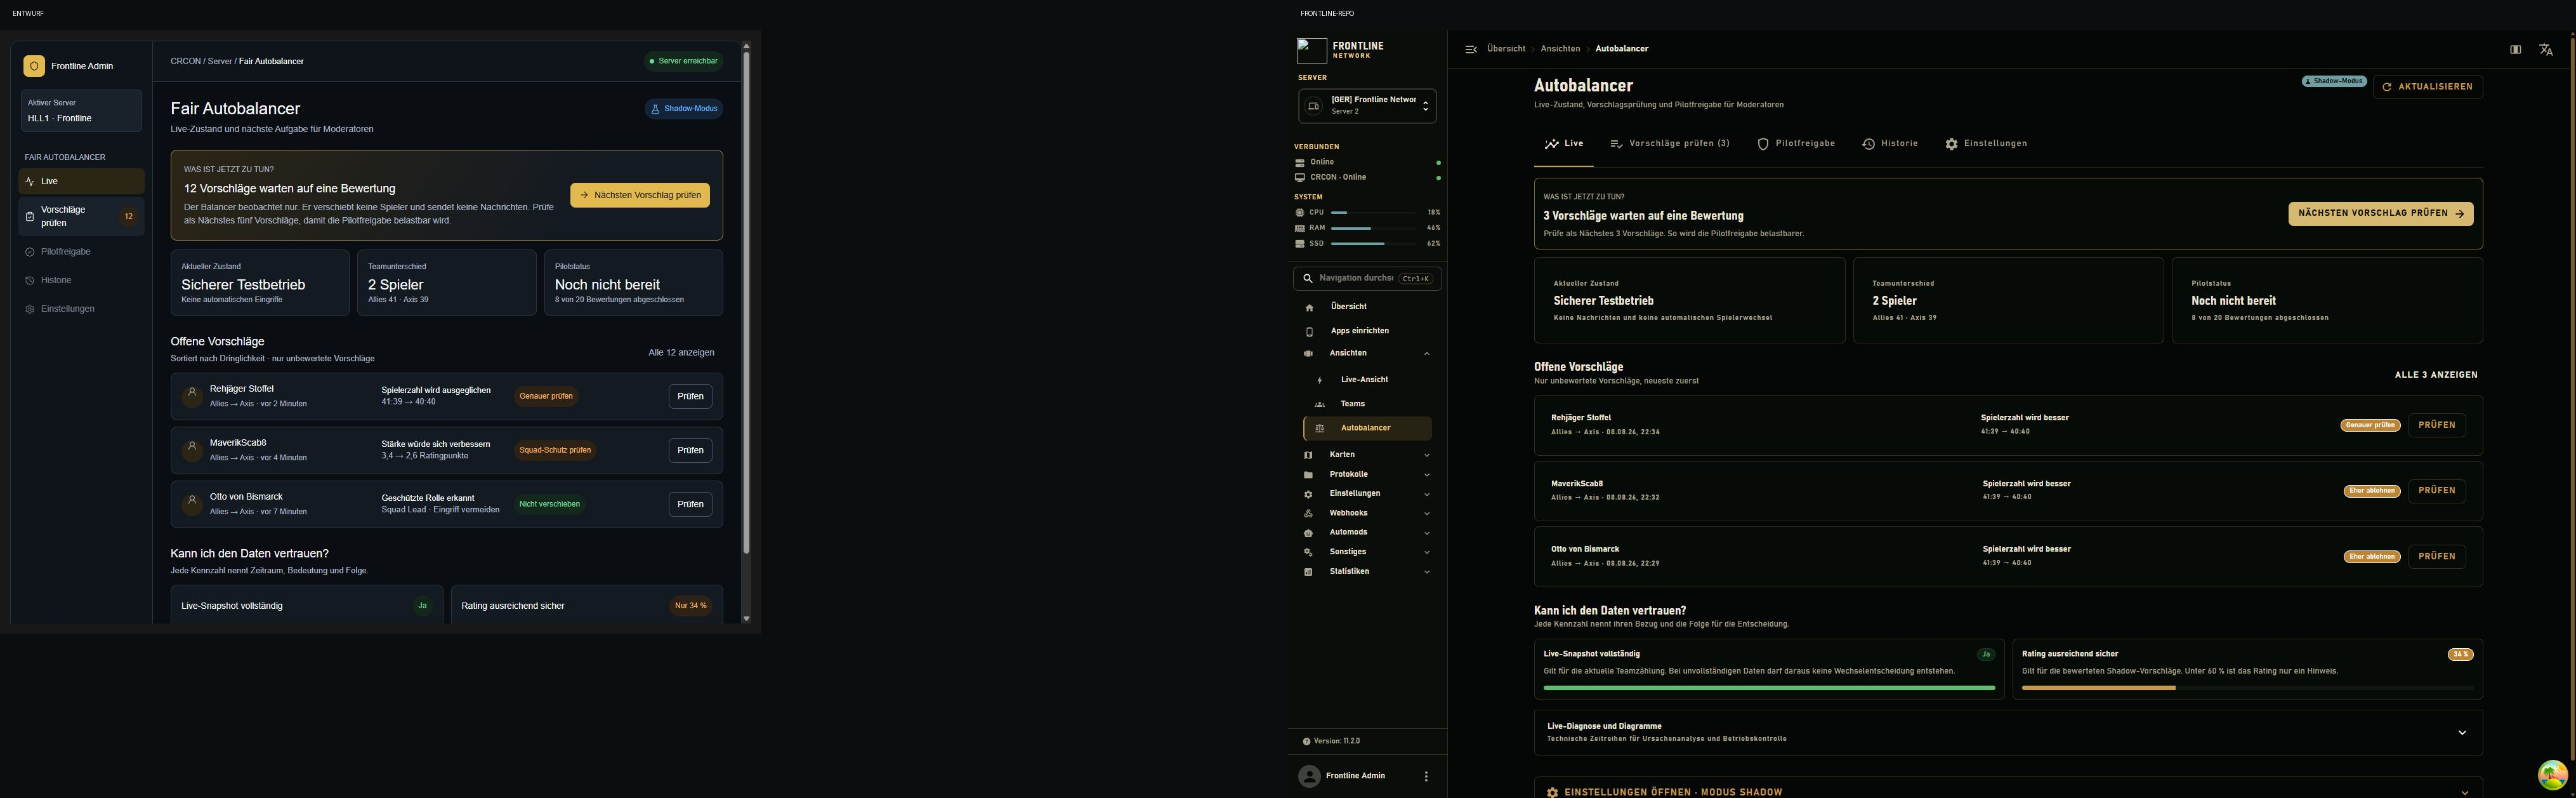 ENTWURF
Frontline Admin
Aktiver Server
HLL1 · Frontline
FAIR AUTOBALANCER
Live
Vorschläge
prüfen
12
Pilotfreigabe
Historie
Einstellungen
CRCON / Server / Fair Autobalancer
Server erreichbar
Fair Autobalancer
Shadow-Modus
Live-Zustand und nächste Aufgabe für Moderatoren
WAS IST JETZT ZU TUN?
12 Vorschläge warten auf eine Bewertung
Der Balancer beobachtet nur. Er verschiebt keine Spieler und sendet keine Nachrichten. Prüfe
als Nächstes fünf Vorschläge, damit die Pilotfreigabe belastbar wird.
→ Nächsten Vorschlag prüfen
Aktueller Zustand
Sicherer Testbetrieb
Keine automatischen Eingriffe
Teamunterschied
2 Spieler
Allies 41 · Axis 39
Pilotstatus
Noch nicht bereit
8 von 20 Bewertungen abgeschlossen
Offene Vorschläge
Sortiert nach Dringlichkeit · nur unbewertete Vorschläge
Alle 12 anzeigen
Rehjäger Stoffel
Allies → Axis · vor 2 Minuten
Spielerzahl wird ausgeglichen
41:39 → 40:40
Genauer prüfen
Prüfen
MaverikScab8
Allies → Axis · vor 4 Minuten
Stärke würde sich verbessern
3,4 → 2,6 Ratingpunkte
Squad-Schutz prüfen
Prüfen
Otto von Bismarck
Allies → Axis · vor 7 Minuten
Geschützte Rolle erkannt
Squad Lead · Eingriff vermeiden
Nicht verschieben
Prüfen
Kann ich den Daten vertrauen?
Jede Kennzahl nennt Zeitraum, Bedeutung und Folge.
Live-Snapshot vollständig
Ja
Rating ausreichend sicher
Nur 34 %
FRONTLINE-REPO
FRONTLINE
NETWORK
SERVER
[GER] Frontline Networ
Server 2
VERBUNDEN
Online
CRCON · Online
SYSTEM
CPU 18%
RAM 46%
SSD 62%
Navigation durchsu Ctrl+K
Übersicht
Apps einrichten
Ansichten
Live-Ansicht
Teams
Autobalancer
Karten
Protokolle
Einstellungen
Webhooks
Automods
Sonstiges
Statistiken
Version: 11.2.0
Frontline Admin
Übersicht > Ansichten > Autobalancer
Autobalancer
Live-Zustand, Vorschlagsprüfung und Pilotfreigabe für Moderatoren
Shadow-Modus
AKTUALISIEREN
Live
Vorschläge prüfen (3)
Pilotfreigabe
Historie
Einstellungen
WAS IST JETZT ZU TUN?
3 Vorschläge warten auf eine Bewertung
Prüfe als Nächstes 3 Vorschläge. So wird die Pilotfreigabe belastbarer.
NÄCHSTEN VORSCHLAG PRÜFEN →
Aktueller Zustand
Sicherer Testbetrieb
Keine Nachrichten und keine automatischen Spielerwechsel
Teamunterschied
2 Spieler
Allies 41 · Axis 39
Pilotstatus
Noch nicht bereit
8 von 20 Bewertungen abgeschlossen
Offene Vorschläge
Nur unbewertete Vorschläge, neueste zuerst
ALLE 3 ANZEIGEN
Rehjäger Stoffel
Allies → Axis · 08.08.26, 22:34
Spielerzahl wird besser
41:39 → 40:40
Genauer prüfen
PRÜFEN
MaverikScab8
Allies → Axis · 08.08.26, 22:32
Spielerzahl wird besser
41:39 → 40:40
Eher ablehnen
PRÜFEN
Otto von Bismarck
Allies → Axis · 08.08.26, 22:29
Spielerzahl wird besser
41:39 → 40:40
Eher ablehnen
PRÜFEN
Kann ich den Daten vertrauen?
Jede Kennzahl nennt ihren Bezug und die Folge für die Entscheidung.
Live-Snapshot vollständig
Ja
Gilt für die aktuelle Teamzählung. Bei unvollständigen Daten darf daraus keine Wechselentscheidung entstehen.
Rating ausreichend sicher
34 %
Gilt für die bewerteten Shadow-Vorschläge. Unter 60 % ist das Rating nur ein Hinweis.
Live-Diagnose und Diagramme
Technische Zeitreihen für Ursachenanalyse und Betriebskontrolle
EINSTELLUNGEN ÖFFNEN · MODUS SHADOW